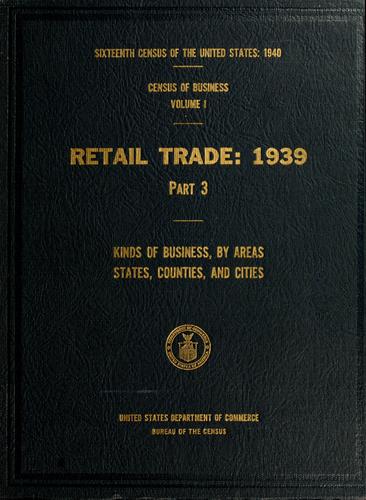 SIXTEENTH CENSUS OF THE UNITED STATES: 1940
CENSUS OF BUSINESS
VOLUME I
RETAIL TRADE: 1939
PART 3
KINDS OF BUSINESS, BY AREAS
STATES, COUNTIES, AND CITIES
UNITED STATES DEPARTMENT OF COMMERCE
BUREAU OF THE CENSUS